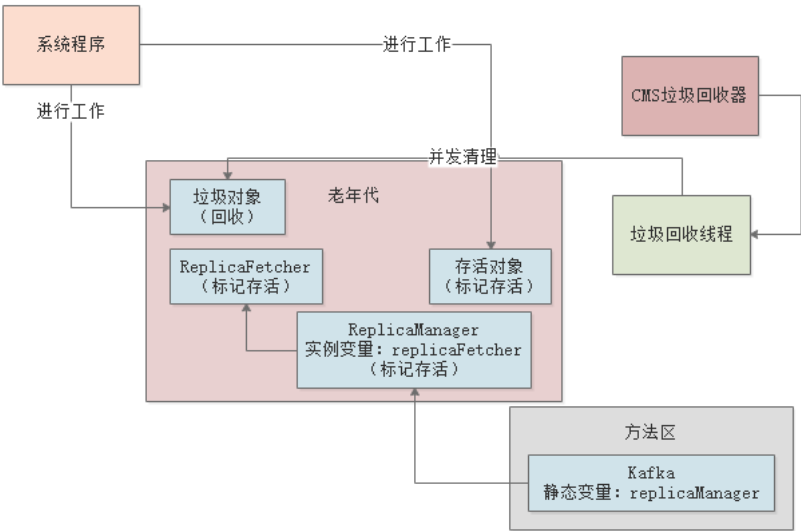 系统程序
进行工作
进行工作
CMS垃圾回收器
并发清理
垃圾对象
（回收）
老年代
垃圾回收线程
ReplicaFetcher
（标记存活）
存活对象
（标记存活）
ReplicaManager
实例变量：replicaFetcher
（标记存活）
方法区
Kafka
静态变量：replicaManager